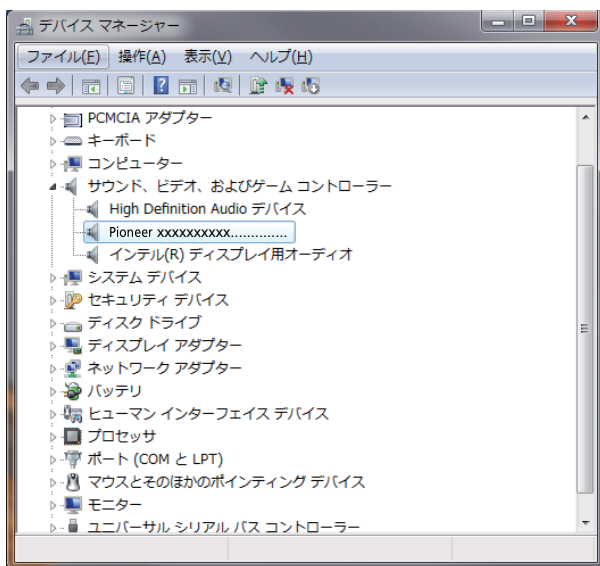 デバイス マネージャー
ファイル(F) 操作(A) 表示(V) ヘルプ(H)
PCMCIA アダプター
キーボード
コンピューター
サウンド、ビデオ、およびゲーム コントローラー
High Definition Audio デバイス
Pioneer xxxxxxxxxx..............
インテル(R) ディスプレイ用オーディオ
システム デバイス
セキュリティ デバイス
ディスク ドライブ
ディスプレイ アダプター
ネットワーク アダプター
バッテリ
ヒューマン インターフェイス デバイス
プロセッサ
ポート (COM と LPT)
マウスとそのほかのポインティング デバイス
モニター
ユニバーサル シリアル バス コントローラー